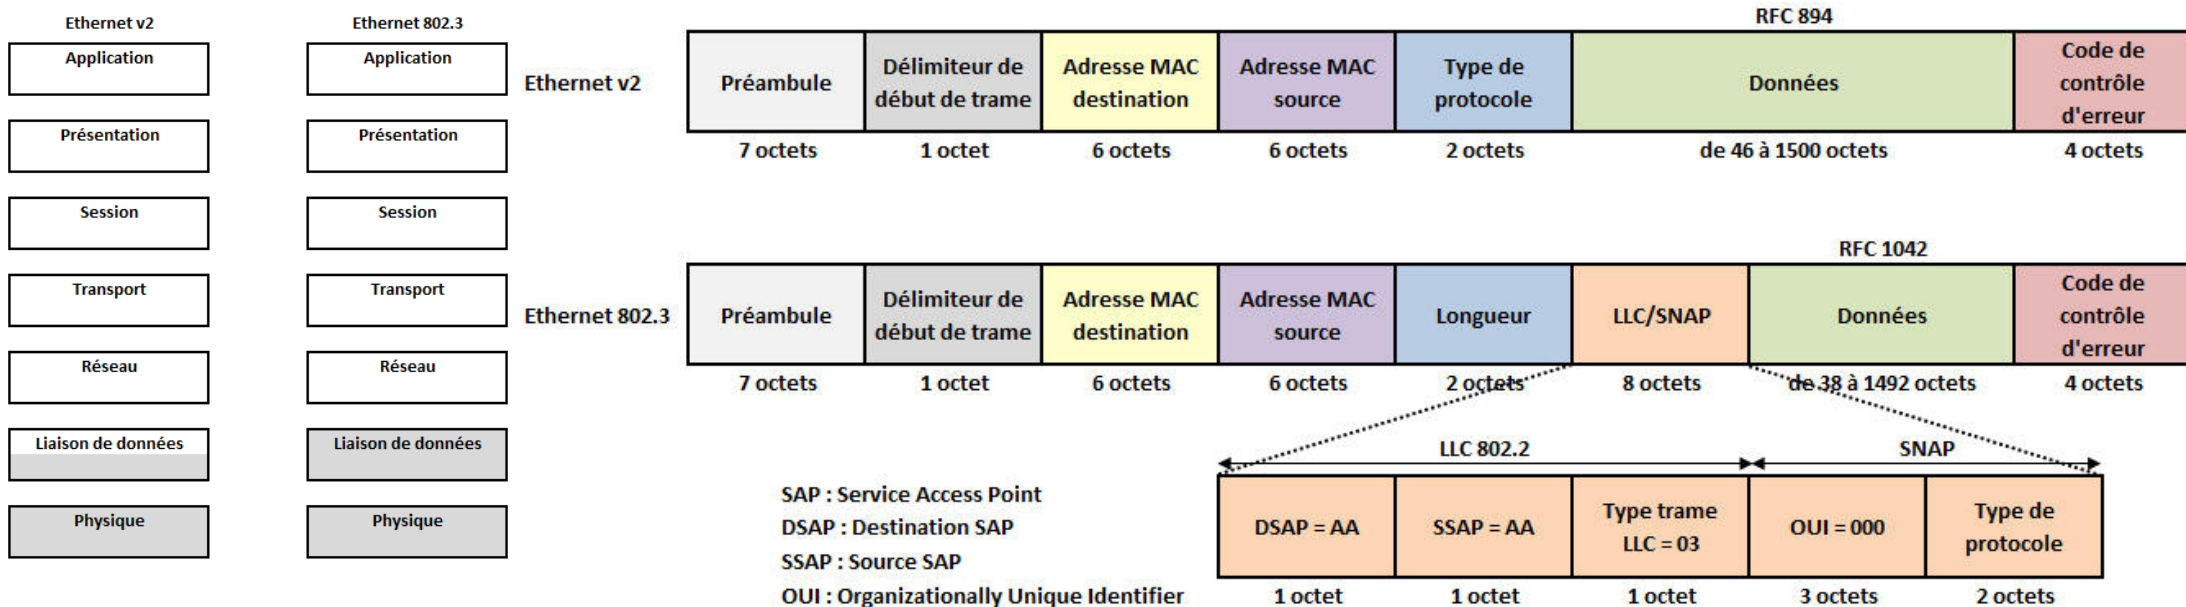 Ethernet v2
Application
Présentation
Session
Transport
Réseau
Liaison de données
Physique
Ethernet 802.3
Application
Présentation
Session
Transport
Réseau
Liaison de données
Physique
RFC 894
Ethernet v2
Préambule
Délimiteur de
début de trame
Adresse MAC
destination
Adresse MAC
source
Type de
protocole
Données
Code de
contrôle
d'erreur
7 octets
1 octet
6 octets
6 octets
2 octets
de 46 à 1500 octets
4 octets
RFC 1042
Ethernet 802.3
Préambule
Délimiteur de
début de trame
Adresse MAC
destination
Adresse MAC
source
Longueur
LLC/SNAP
Données
Code de
contrôle
d'erreur
7 octets
1 octet
6 octets
6 octets
2 octets
8 octets
de 38 à 1492 octets
4 octets
LLC 802.2
SNAP
SAP : Service Access Point
DSAP : Destination SAP
SSAP : Source SAP
OUI : Organizationally Unique Identifier
DSAP = AA
SSAP = AA
Type trame
LLC = 03
OUI = 000
Type de
protocole
1 octet
1 octet
1 octet
3 octets
2 octets